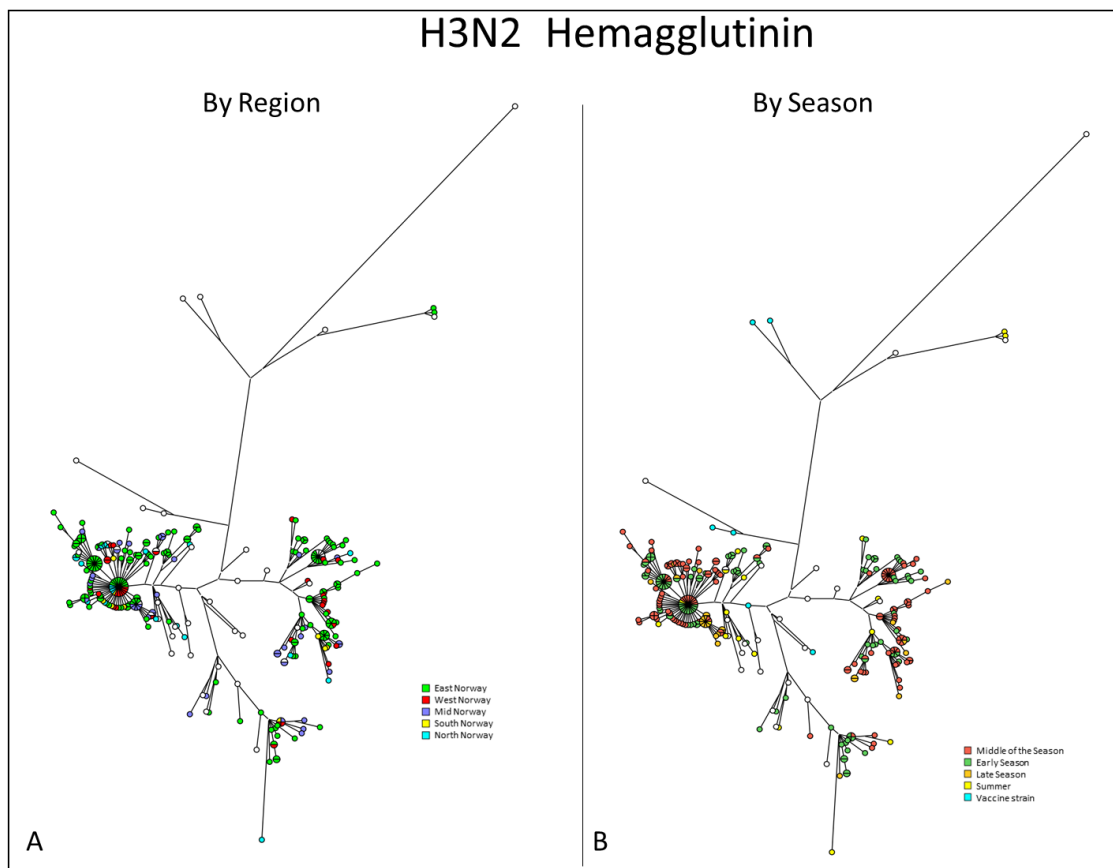 H3N2 Hemagglutinin
By Region
By Season
East Norway
West Norway
Mid Norway
South Norway
North Norway
Middle of the Season
Early Season
Late Season
Summer
Vaccine strain
A
B